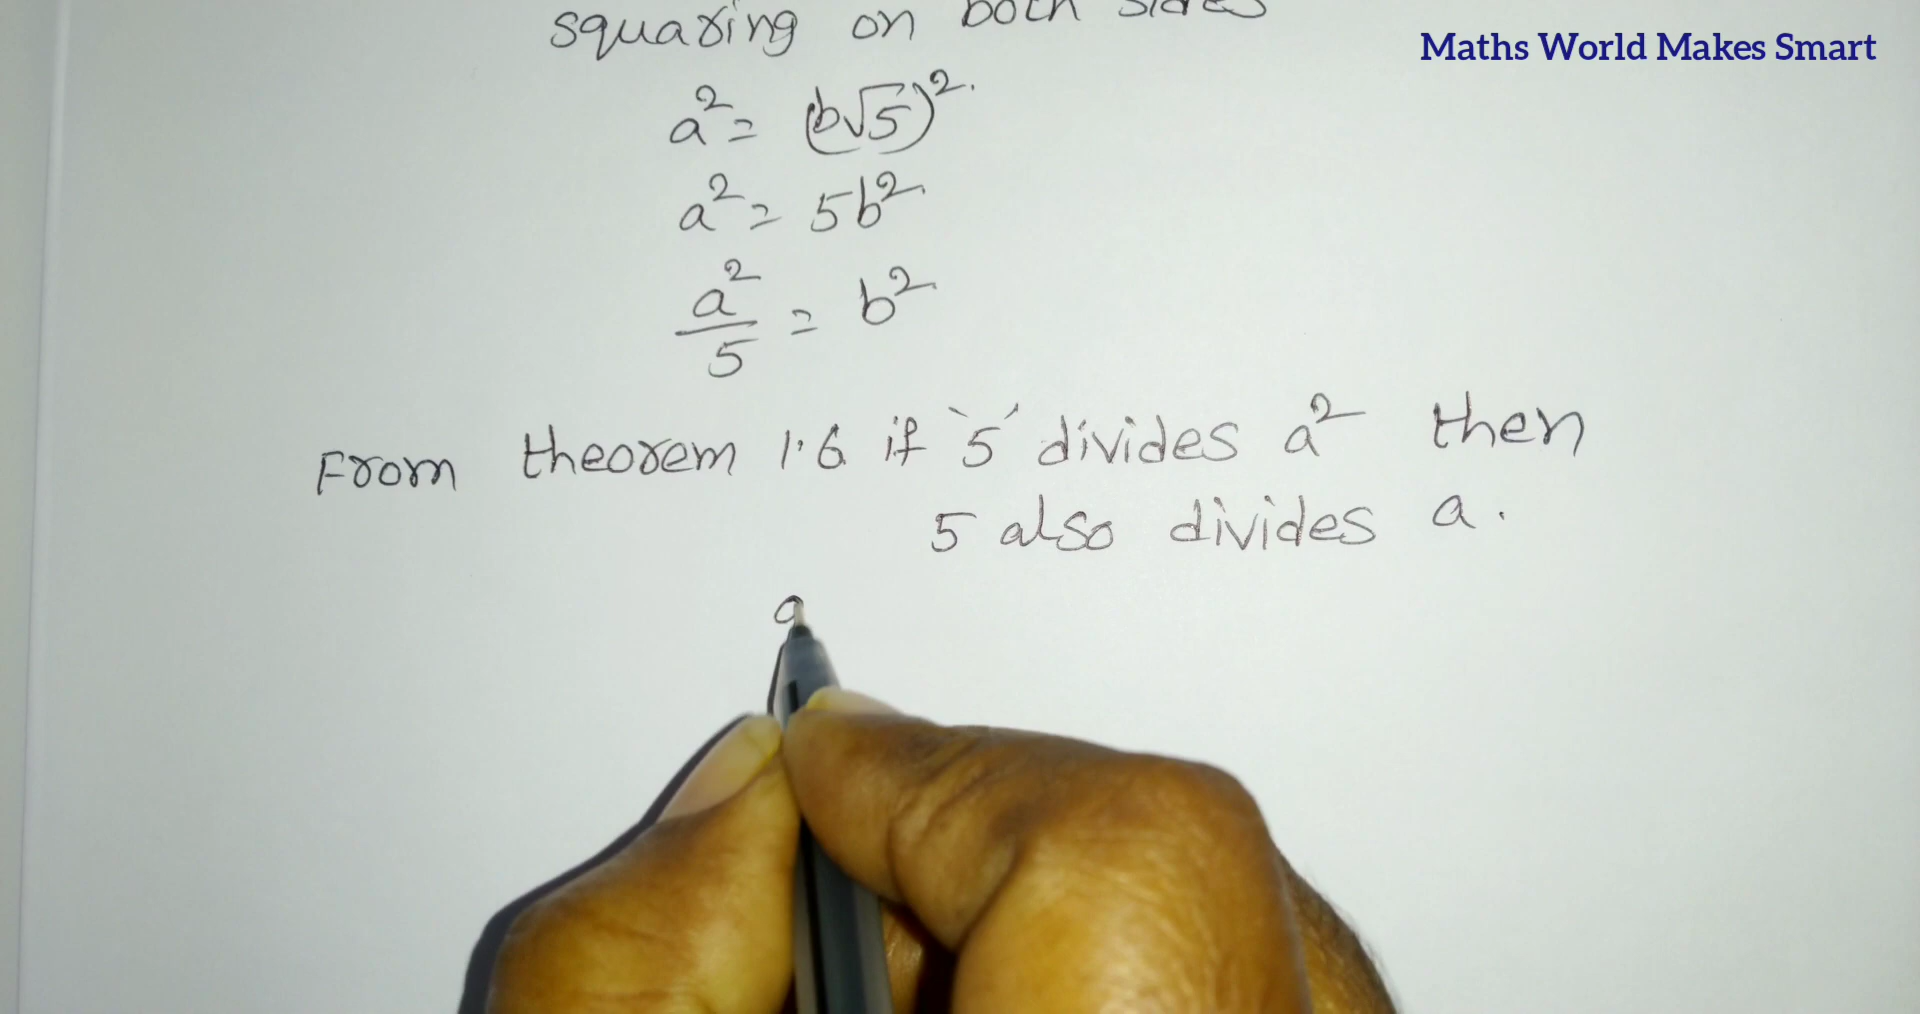 squaring on both sides
Maths World Makes Smart
a² = (b√5)².
a² = 5b².
a²/5 = b².
From theorem 1.6 if `5´ divides a² then
5 also divides a.
a